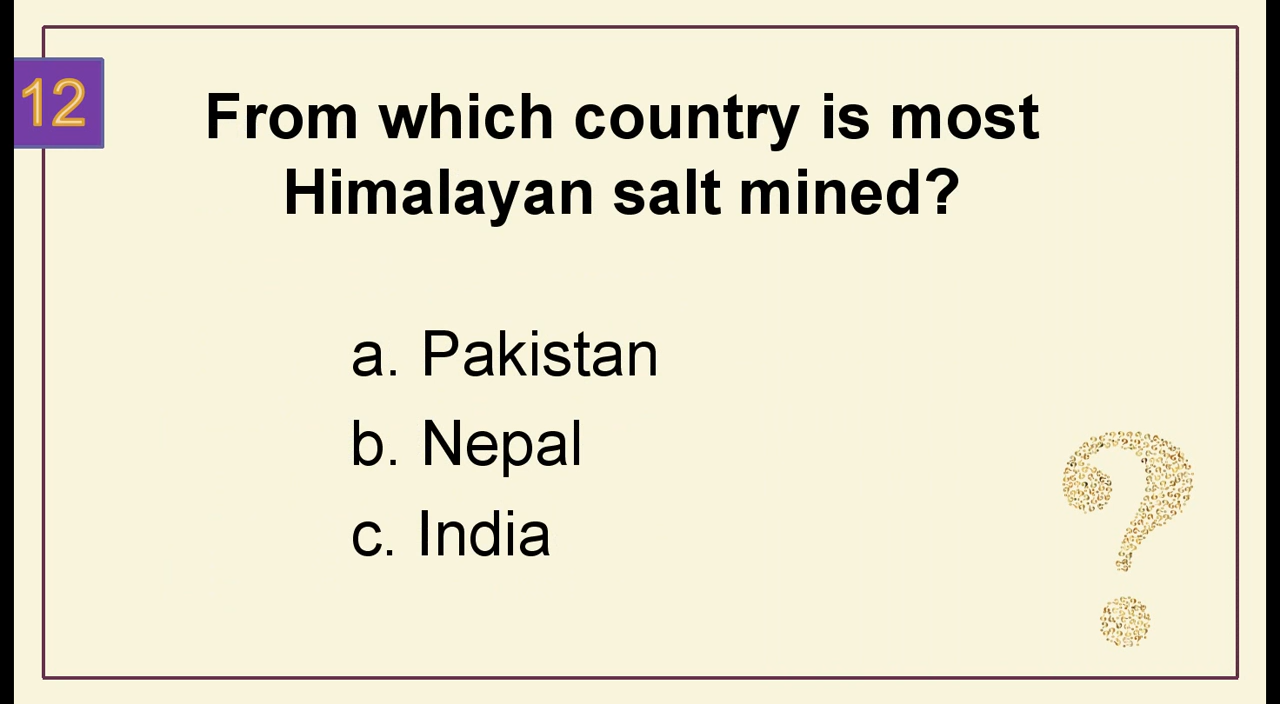 12
From which country is most
Himalayan salt mined?
a. Pakistan
b. Nepal
c. India